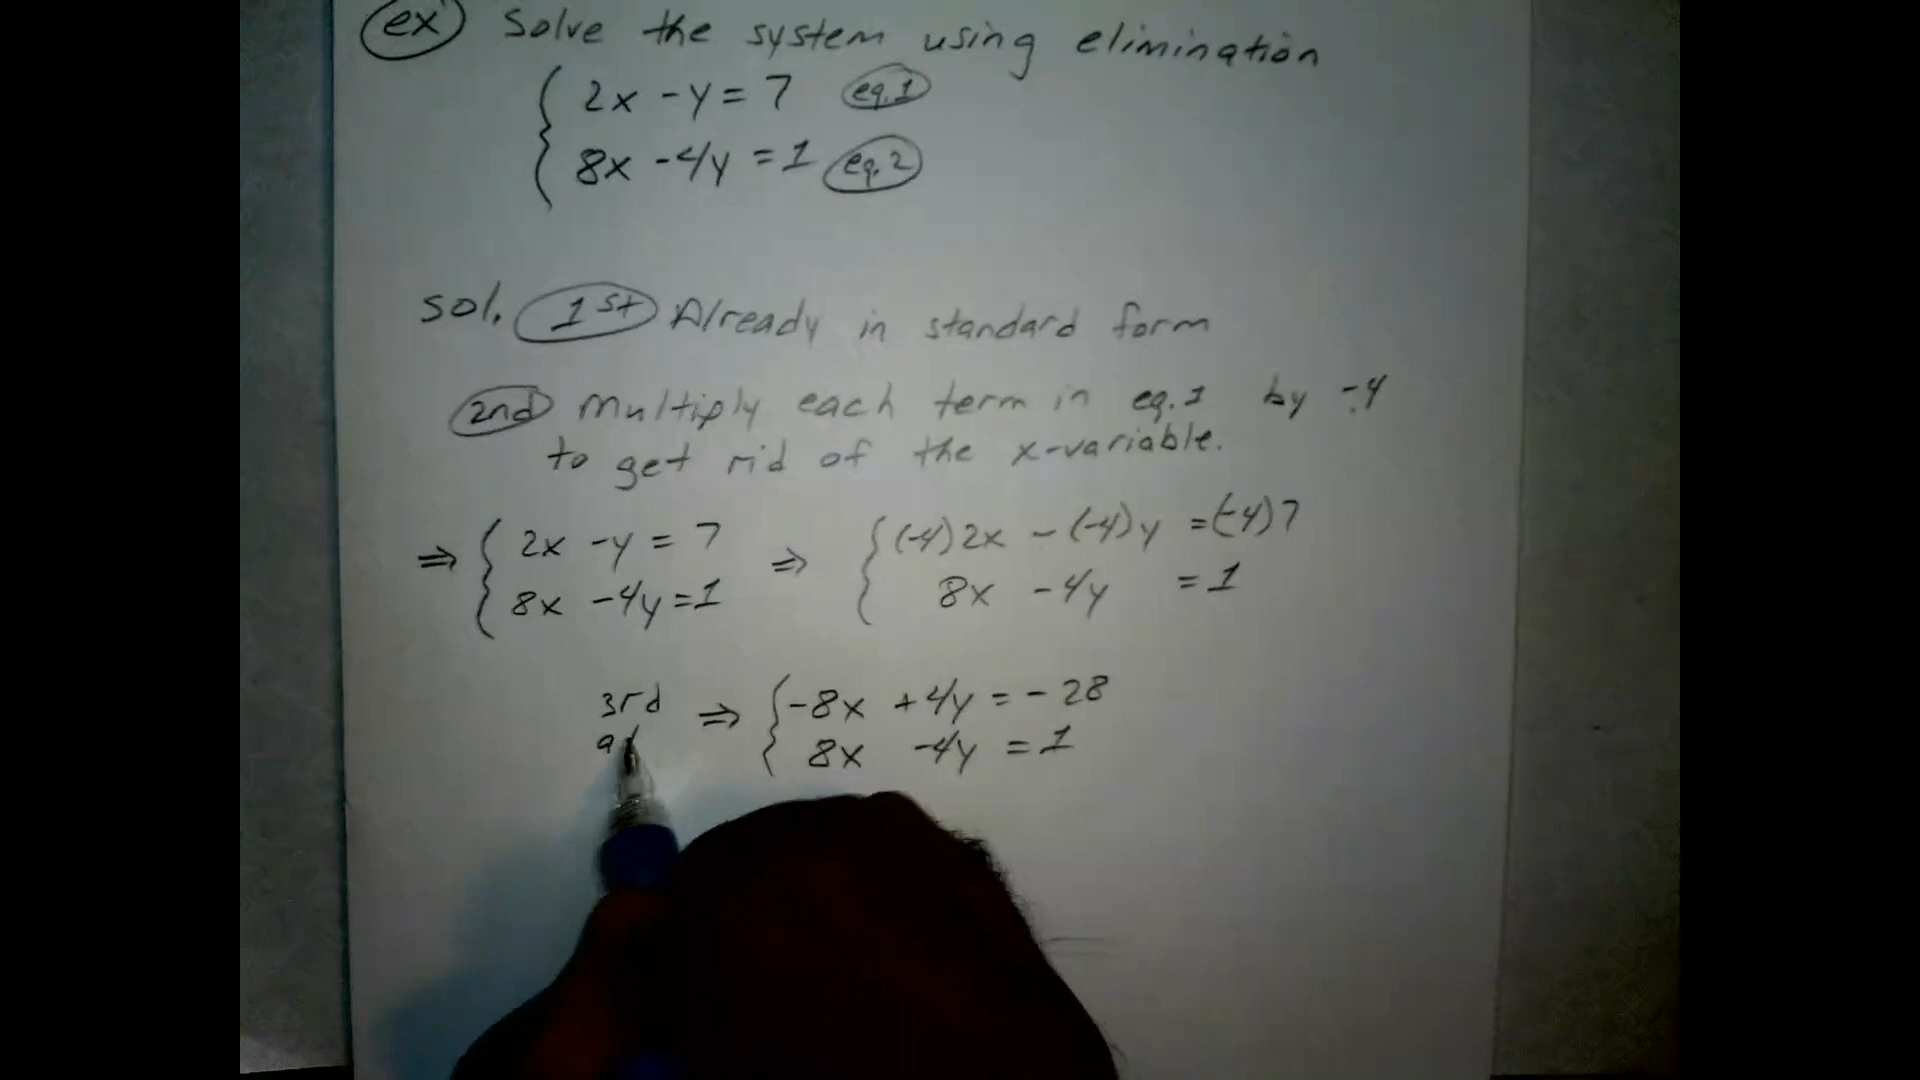 ex Solve the system using elimination
2x - y = 7 eq.1
8x - 4y = 1 eq.2
sol. 1st Already in standard form
2nd Multiply each term in eq.1 by -4
to get rid of the x-variable.
⇒ { 2x - y = 7 ⇒ { (-4)2x - (-4)y = (-4)7
8x - 4y = 1 8x - 4y = 1
3rd ⇒ { -8x + 4y = -28
8x - 4y = 1